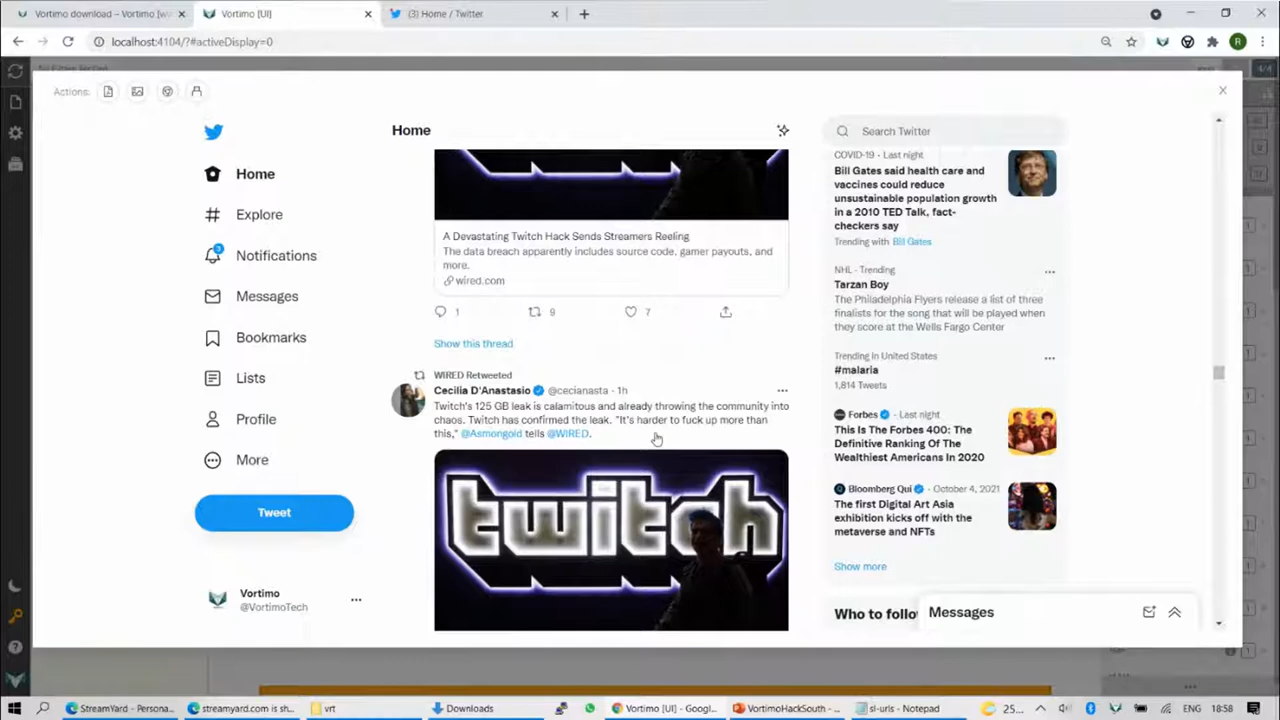 Vortimo download – Vortimo [w
Vortimo [UI]
(3) Home / Twitter
localhost:4104/?#activeDisplay=0
R
4/4
Actions:
Home
Explore
3
Notifications
Messages
Bookmarks
Lists
Profile
More
Tweet
Vortimo
@VortimoTech
Home
A Devastating Twitch Hack Sends Streamers Reeling
The data breach apparently includes source code, gamer payouts, and
more.
wired.com
1 9 7
Show this thread
WIRED Retweeted
Cecilia D'Anastasio @cecianasta · 1h
Twitch's 125 GB leak is calamitous and already throwing the community into
chaos. Twitch has confirmed the leak. "It's harder to fuck up more than
this," @Asmongold tells @WIRED.
twitch
Search Twitter
COVID-19 · Last night
Bill Gates said health care and
vaccines could reduce
unsustainable population growth
in a 2010 TED Talk, fact-
checkers say
Trending with Bill Gates
NHL · Trending
Tarzan Boy
The Philadelphia Flyers release a list of three
finalists for the song that will be played when
they score at the Wells Fargo Center
Trending in United States
#malaria
1,814 Tweets
Forbes · Last night
This Is The Forbes 400: The
Definitive Ranking Of The
Wealthiest Americans In 2020
Bloomberg Qui · October 4, 2021
The first Digital Art Asia
exhibition kicks off with the
metaverse and NFTs
Show more
Who to follo
Messages
StreamYard - Persona...
streamyard.com is sh...
vrt
Downloads
Vortimo [UI] - Googl...
VortimoHackSouth - ...
sl-urls - Notepad
25...
ENG
18:58